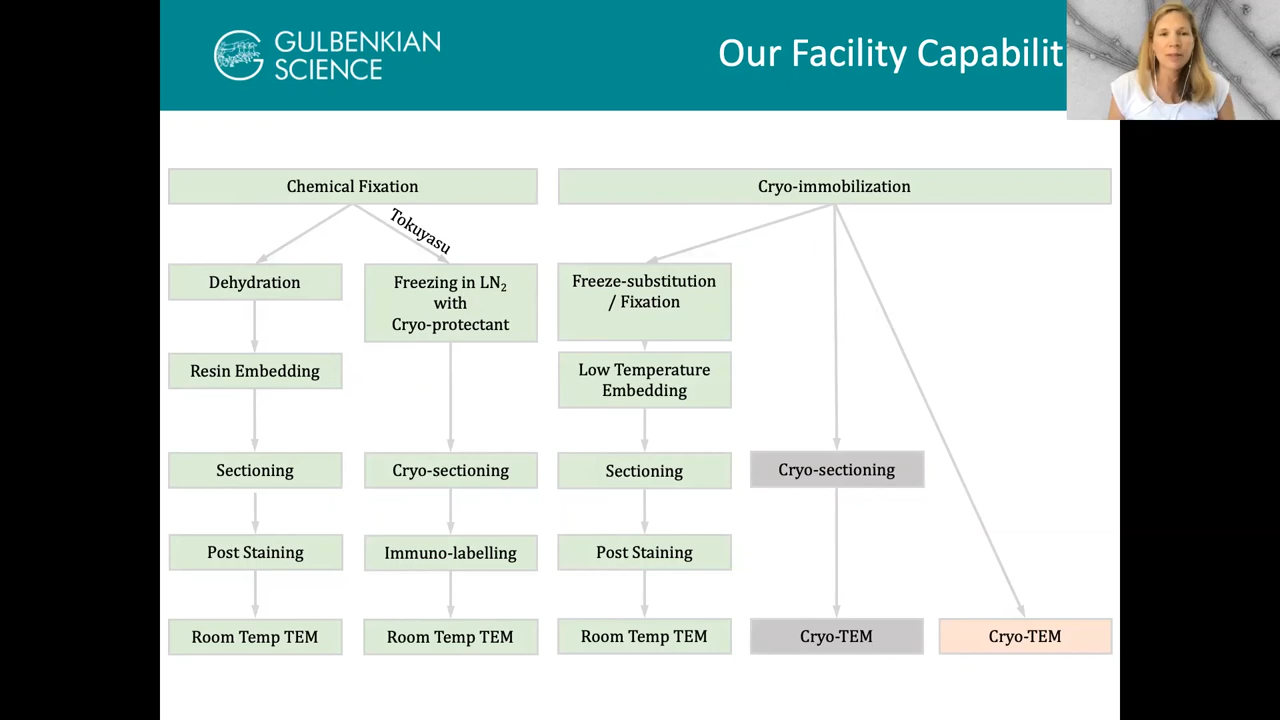 GULBENKIAN
SCIENCE
Our Facility Capabilit
Chemical Fixation
Cryo-immobilization
Tokuyasu
Dehydration
Freezing in LN₂
with
Cryo-protectant
Freeze-substitution
/ Fixation
Resin Embedding
Low Temperature
Embedding
Sectioning
Cryo-sectioning
Sectioning
Cryo-sectioning
Post Staining
Immuno-labelling
Post Staining
Room Temp TEM
Room Temp TEM
Room Temp TEM
Cryo-TEM
Cryo-TEM